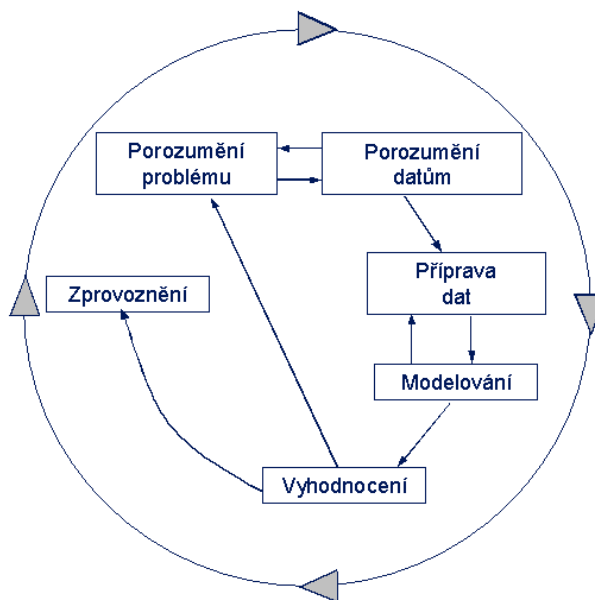 Porozumění
problému
Porozumění
datům
Příprava
dat
Zprovoznění
Modelování
Vyhodnocení